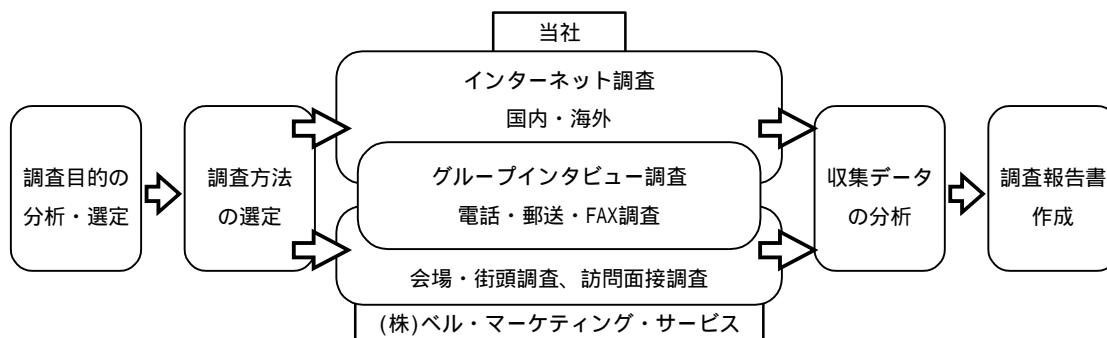 当社
インターネット調査
国内・海外
調査目的の
分析・選定
調査方法
の選定
グループインタビュー調査
電話・郵送・FAX調査
収集データ
の分析
調査報告書
作成
会場・街頭調査、訪問面接調査
(株)ベル・マーケティング・サービス